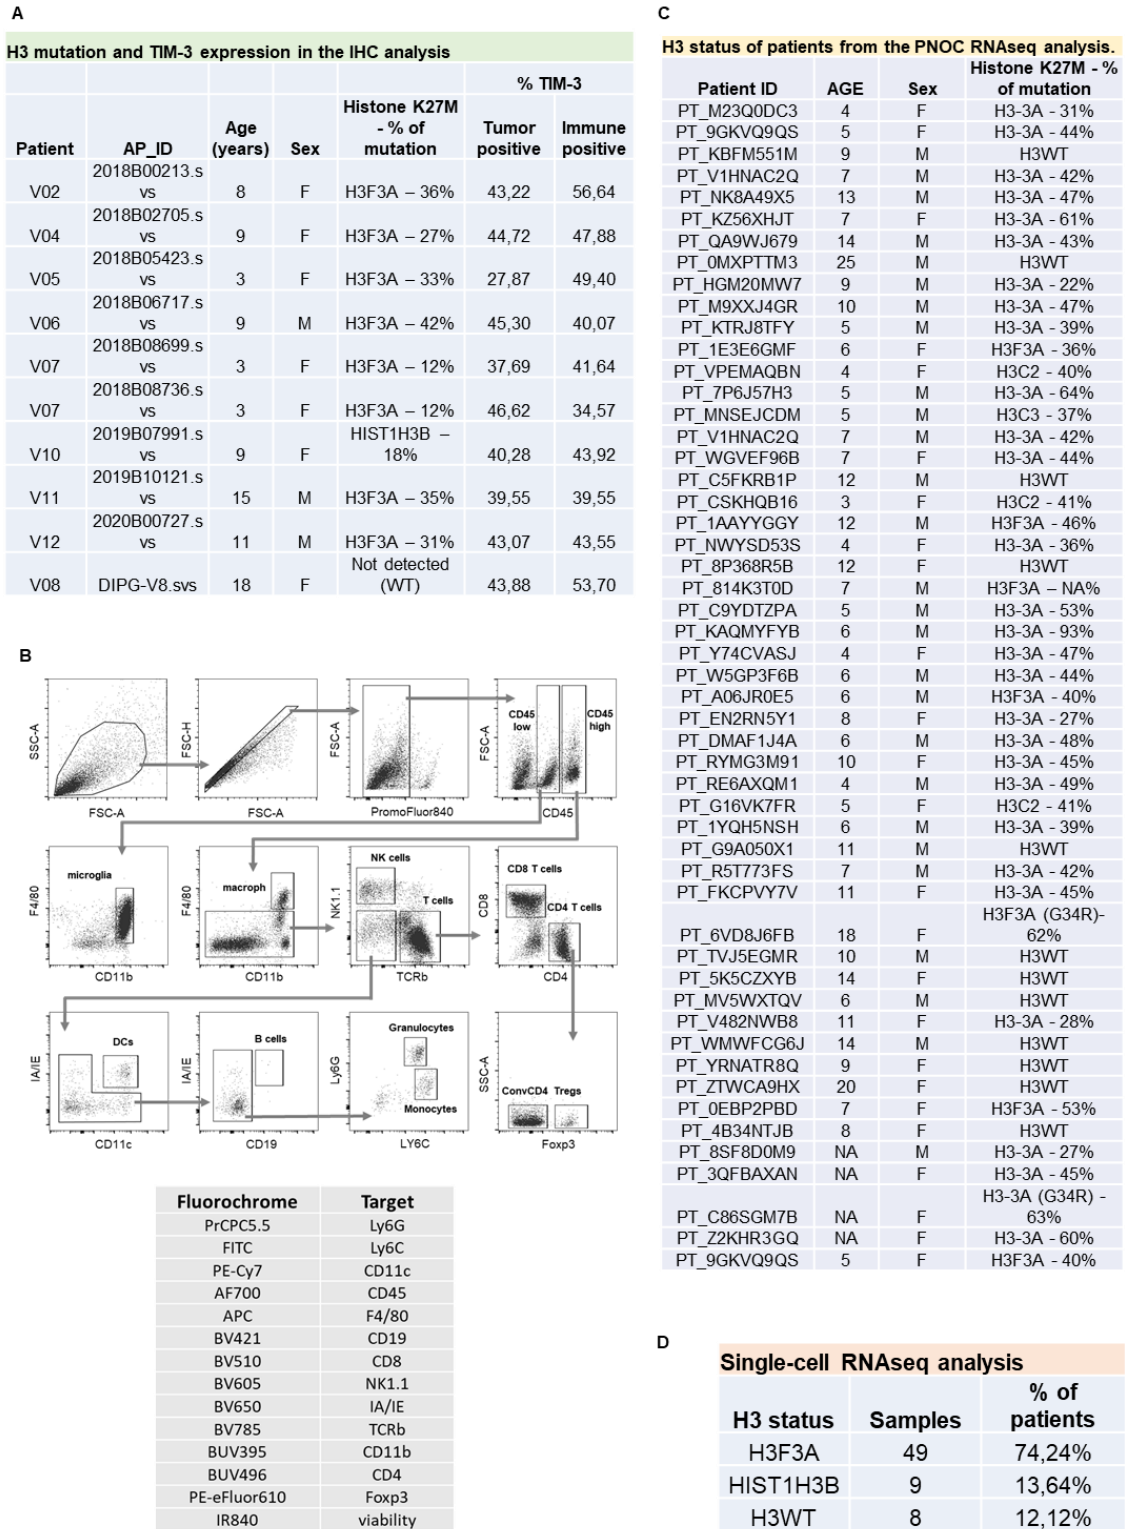 A
H3 mutation and TIM-3 expression in the IHC analysis
% TIM-3
Patient AP_ID Age (years) Sex Histone K27M - % of mutation Tumor positive Immune positive
V02 2018B00213.svs 8 F H3F3A – 36% 43,22 56,64
V04 2018B02705.svs 9 F H3F3A – 27% 44,72 47,88
V05 2018B05423.svs 3 F H3F3A – 33% 27,87 49,40
V06 2018B06717.svs 9 M H3F3A – 42% 45,30 40,07
V07 2018B08699.svs 3 F H3F3A – 12% 37,69 41,64
V07 2018B08736.svs 3 F H3F3A – 12% 46,62 34,57
V10 2019B07991.svs 9 F HIST1H3B – 18% 40,28 43,92
V11 2019B10121.svs 15 M H3F3A – 35% 39,55 39,55
V12 2020B00727.svs 11 M H3F3A – 31% 43,07 43,55
V08 DIPG-V8.svs 18 F Not detected (WT) 43,88 53,70
B
SSC-A
FSC-A
FSC-H
FSC-A
FSC-A
PromoFluor840
FSC-A
CD45 low
CD45 high
CD45
microglia
F4/80
CD11b
macroph
F4/80
CD11b
NK cells
T cells
NK1.1
TCRb
CD8 T cells
CD4 T cells
CD8
CD4
DCs
IA/IE
CD11c
B cells
IA/IE
CD19
Granulocytes
Monocytes
Ly6G
LY6C
ConvCD4 Tregs
SSC-A
Foxp3
Fluorochrome Target
PrCPC5.5 Ly6G
FITC Ly6C
PE-Cy7 CD11c
AF700 CD45
APC F4/80
BV421 CD19
BV510 CD8
BV605 NK1.1
BV650 IA/IE
BV785 TCRb
BUV395 CD11b
BUV496 CD4
PE-eFluor610 Foxp3
IR840 viability
C
H3 status of patients from the PNOC RNAseq analysis.
Patient ID AGE Sex Histone K27M - % of mutation
PT_M23Q0DC3 4 F H3-3A - 31%
PT_9GKVQ9QS 5 F H3-3A - 44%
PT_KBFM551M 9 M H3WT
PT_V1HNAC2Q 7 M H3-3A - 42%
PT_NK8A49X5 13 M H3-3A - 47%
PT_KZ56XHJT 7 F H3-3A - 61%
PT_QA9WJ679 14 M H3-3A - 43%
PT_0MXPTTM3 25 M H3WT
PT_HGM20MW7 9 M H3-3A - 22%
PT_M9XXJ4GR 10 M H3-3A - 47%
PT_KTRJ8TFY 5 M H3-3A - 39%
PT_1E3E6GMF 6 F H3F3A - 36%
PT_VPEMAQBN 4 F H3C2 - 40%
PT_7P6J57H3 5 M H3-3A - 64%
PT_MNSEJCDM 5 M H3C3 - 37%
PT_V1HNAC2Q 7 M H3-3A - 42%
PT_WGVEF96B 7 F H3-3A - 44%
PT_C5FKRB1P 12 M H3WT
PT_CSKHQB16 3 F H3C2 - 41%
PT_1AAYYGGY 12 M H3F3A - 46%
PT_NWYSD53S 4 F H3-3A - 36%
PT_8P368R5B 12 F H3WT
PT_814K3T0D 7 M H3F3A – NA%
PT_C9YDTZPA 5 M H3-3A - 53%
PT_KAQMYFYB 6 M H3-3A - 93%
PT_Y74CVASJ 4 F H3-3A - 47%
PT_W5GP3F6B 6 M H3-3A - 44%
PT_A06JR0E5 6 M H3F3A - 40%
PT_EN2RN5Y1 8 F H3-3A - 27%
PT_DMAF1J4A 6 M H3-3A - 48%
PT_RYMG3M91 10 F H3-3A - 45%
PT_RE6AXQM1 4 M H3-3A - 49%
PT_G16VK7FR 5 F H3C2 - 41%
PT_1YQH5NSH 6 M H3-3A - 39%
PT_G9A050X1 11 M H3WT
PT_R5T773FS 7 M H3-3A - 42%
PT_FKCPVY7V 11 F H3-3A - 45%
PT_6VD8J6FB 18 F H3F3A (G34R)- 62%
PT_TVJ5EGMR 10 M H3WT
PT_5K5CZXYB 14 F H3WT
PT_MV5WXTQV 6 M H3WT
PT_V482NWB8 11 F H3-3A - 28%
PT_WMWFCG6J 14 M H3WT
PT_YRNATR8Q 9 F H3WT
PT_ZTWCA9HX 20 F H3WT
PT_0EBP2PBD 7 F H3F3A - 53%
PT_4B34NTJB 8 F H3WT
PT_8SF8D0M9 NA M H3-3A - 27%
PT_3QFBAXAN NA F H3-3A - 45%
PT_C86SGM7B NA F H3-3A (G34R) - 63%
PT_Z2KHR3GQ NA F H3-3A - 60%
PT_9GKVQ9QS 5 F H3F3A - 40%
D
Single-cell RNAseq analysis
H3 status Samples % of patients
H3F3A 49 74,24%
HIST1H3B 9 13,64%
H3WT 8 12,12%